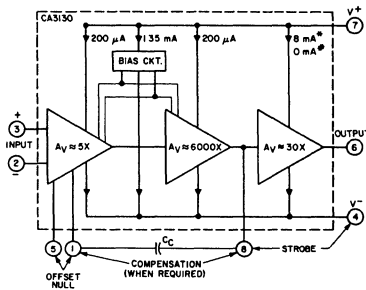 CA3130
V+
7
200 μA
1.35 mA
200 μA
8 mA*
0 mA#
BIAS CKT.
+
3
INPUT
2
−
AV ≈ 5X
AV ≈ 6000X
AV ≈ 30X
OUTPUT
6
V−
4
5
1
CC
8
STROBE
OFFSET
NULL
COMPENSATION
(WHEN REQUIRED)